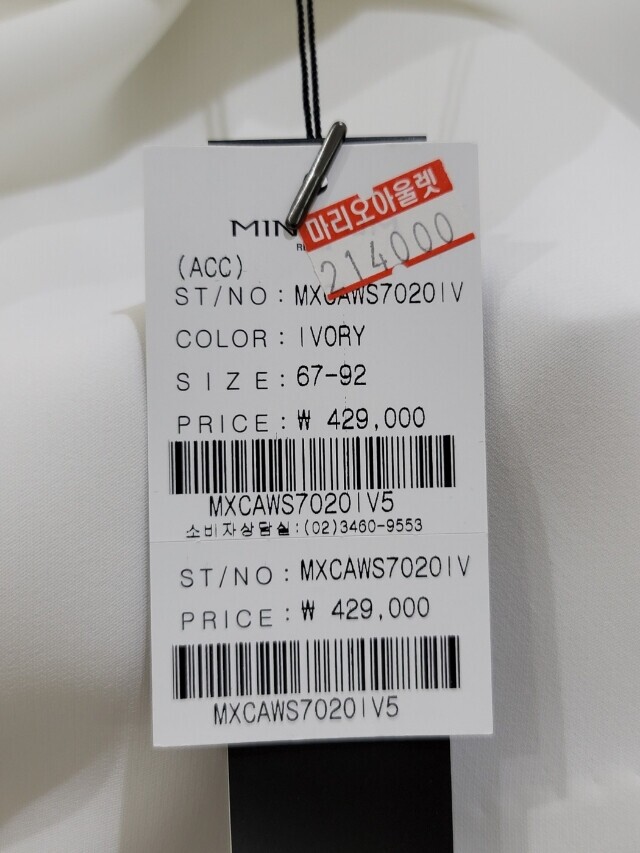 마리오아울렛
214000
MIN
(ACC)
ST/NO : MXCAWS7020IV
COLOR : IVORY
SIZE : 67-92
PRICE : ₩ 429,000
MXCAWS7020IV5
소비자상담실:(02)3460-9553
ST/NO : MXCAWS7020IV
PRICE : ₩ 429,000
MXCAWS7020IV5